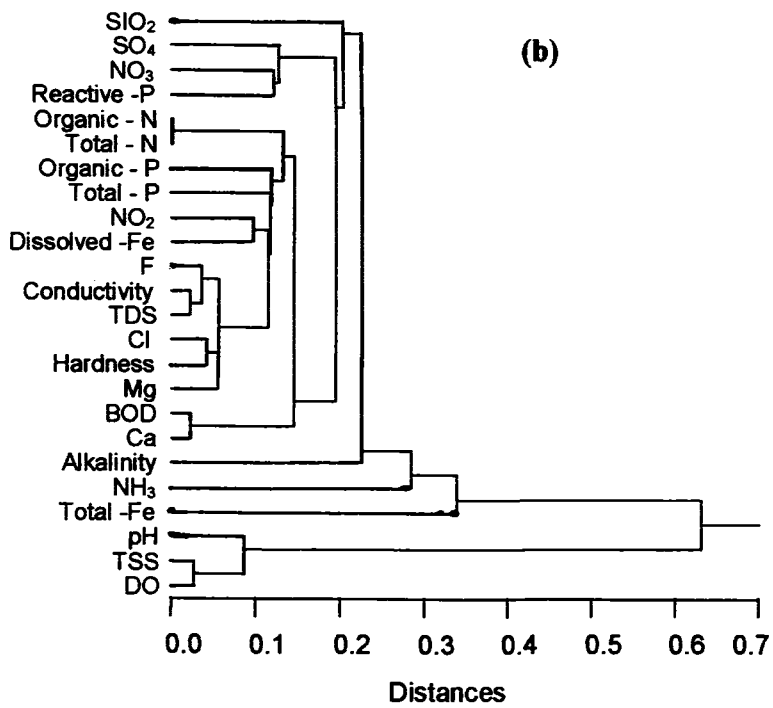 SIO₂
SO₄
(b)
NO₃
Reactive -P
Organic - N
Total - N
Organic - P
Total - P
NO₂
Dissolved -Fe
F
Conductivity
TDS
Cl
Hardness
Mg
BOD
Ca
Alkalinity
NH₃
Total -Fe
pH
TSS
DO
0.0 0.1 0.2 0.3 0.4 0.5 0.6 0.7
Distances